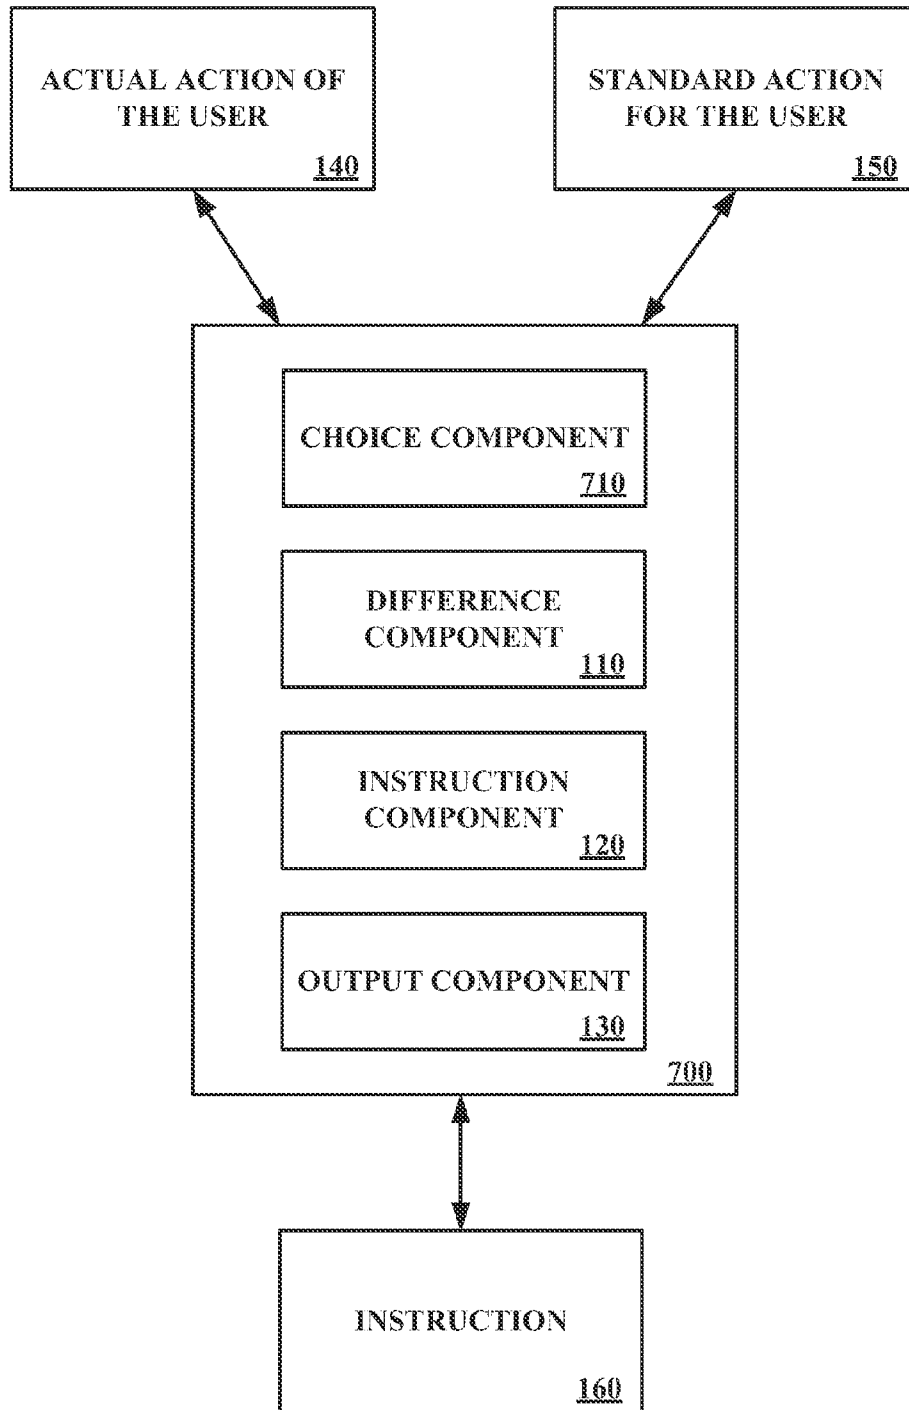 ACTUAL ACTION OF
THE USER
140
STANDARD ACTION
FOR THE USER
150
CHOICE COMPONENT
710
DIFFERENCE
COMPONENT
110
INSTRUCTION
COMPONENT
120
OUTPUT COMPONENT
130
700
INSTRUCTION
160